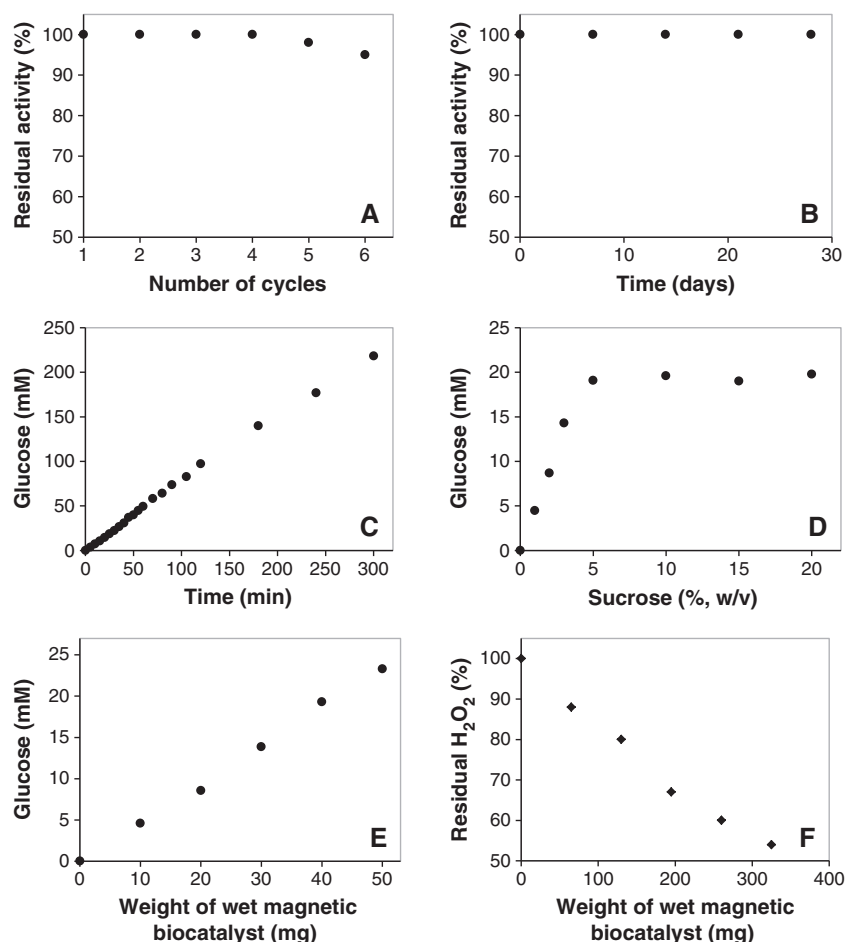 Residual activity (%)
100
90
80
70
60
50
A
1 2 3 4 5 6
Number of cycles
Residual activity (%)
100
90
80
70
60
50
B
0 10 20 30
Time (days)
Glucose (mM)
250
200
150
100
50
0
C
0 50 100 150 200 250 300
Time (min)
Glucose (mM)
25
20
15
10
5
0
D
0 5 10 15 20
Sucrose (%, w/v)
Glucose (mM)
25
20
15
10
5
0
E
0 10 20 30 40 50
Weight of wet magnetic
biocatalyst (mg)
Residual H₂O₂ (%)
100
90
80
70
60
50
F
0 100 200 300 400
Weight of wet magnetic
biocatalyst (mg)